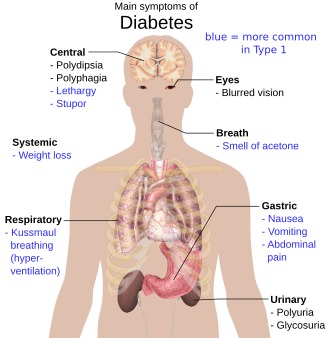 Main symptoms of
Diabetes
blue = more common
in Type 1
Central
- Polydipsia
- Polyphagia
- Lethargy
- Stupor
Eyes
- Blurred vision
Breath
- Smell of acetone
Systemic
- Weight loss
Respiratory
- Kussmaul
breathing
(hyper-
ventilation)
Gastric
- Nausea
- Vomiting
- Abdominal
pain
Urinary
- Polyuria
- Glycosuria